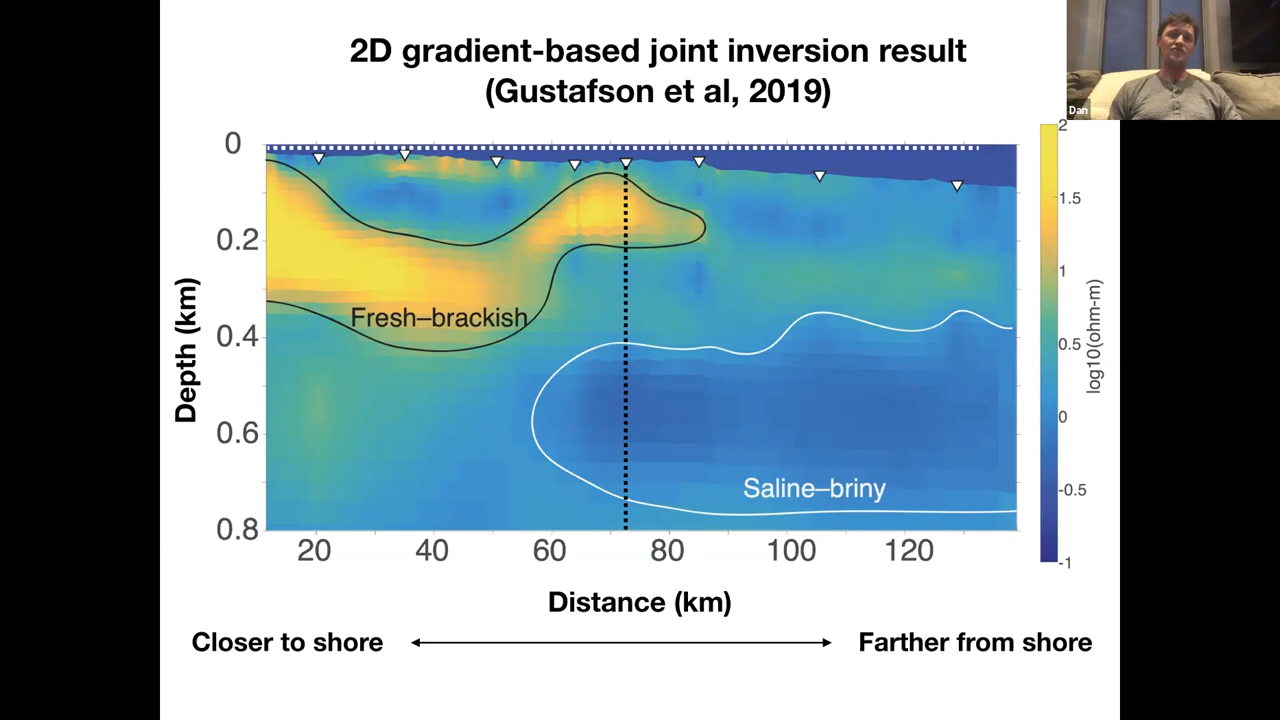 2D gradient-based joint inversion result
(Gustafson et al, 2019)
Dan
0
0.2
0.4
0.6
0.8
Depth (km)
Fresh–brackish
Saline–briny
20 40 60 80 100 120
Distance (km)
2
1.5
1
0.5
0
-0.5
-1
log10(ohm-m)
Closer to shore
Farther from shore